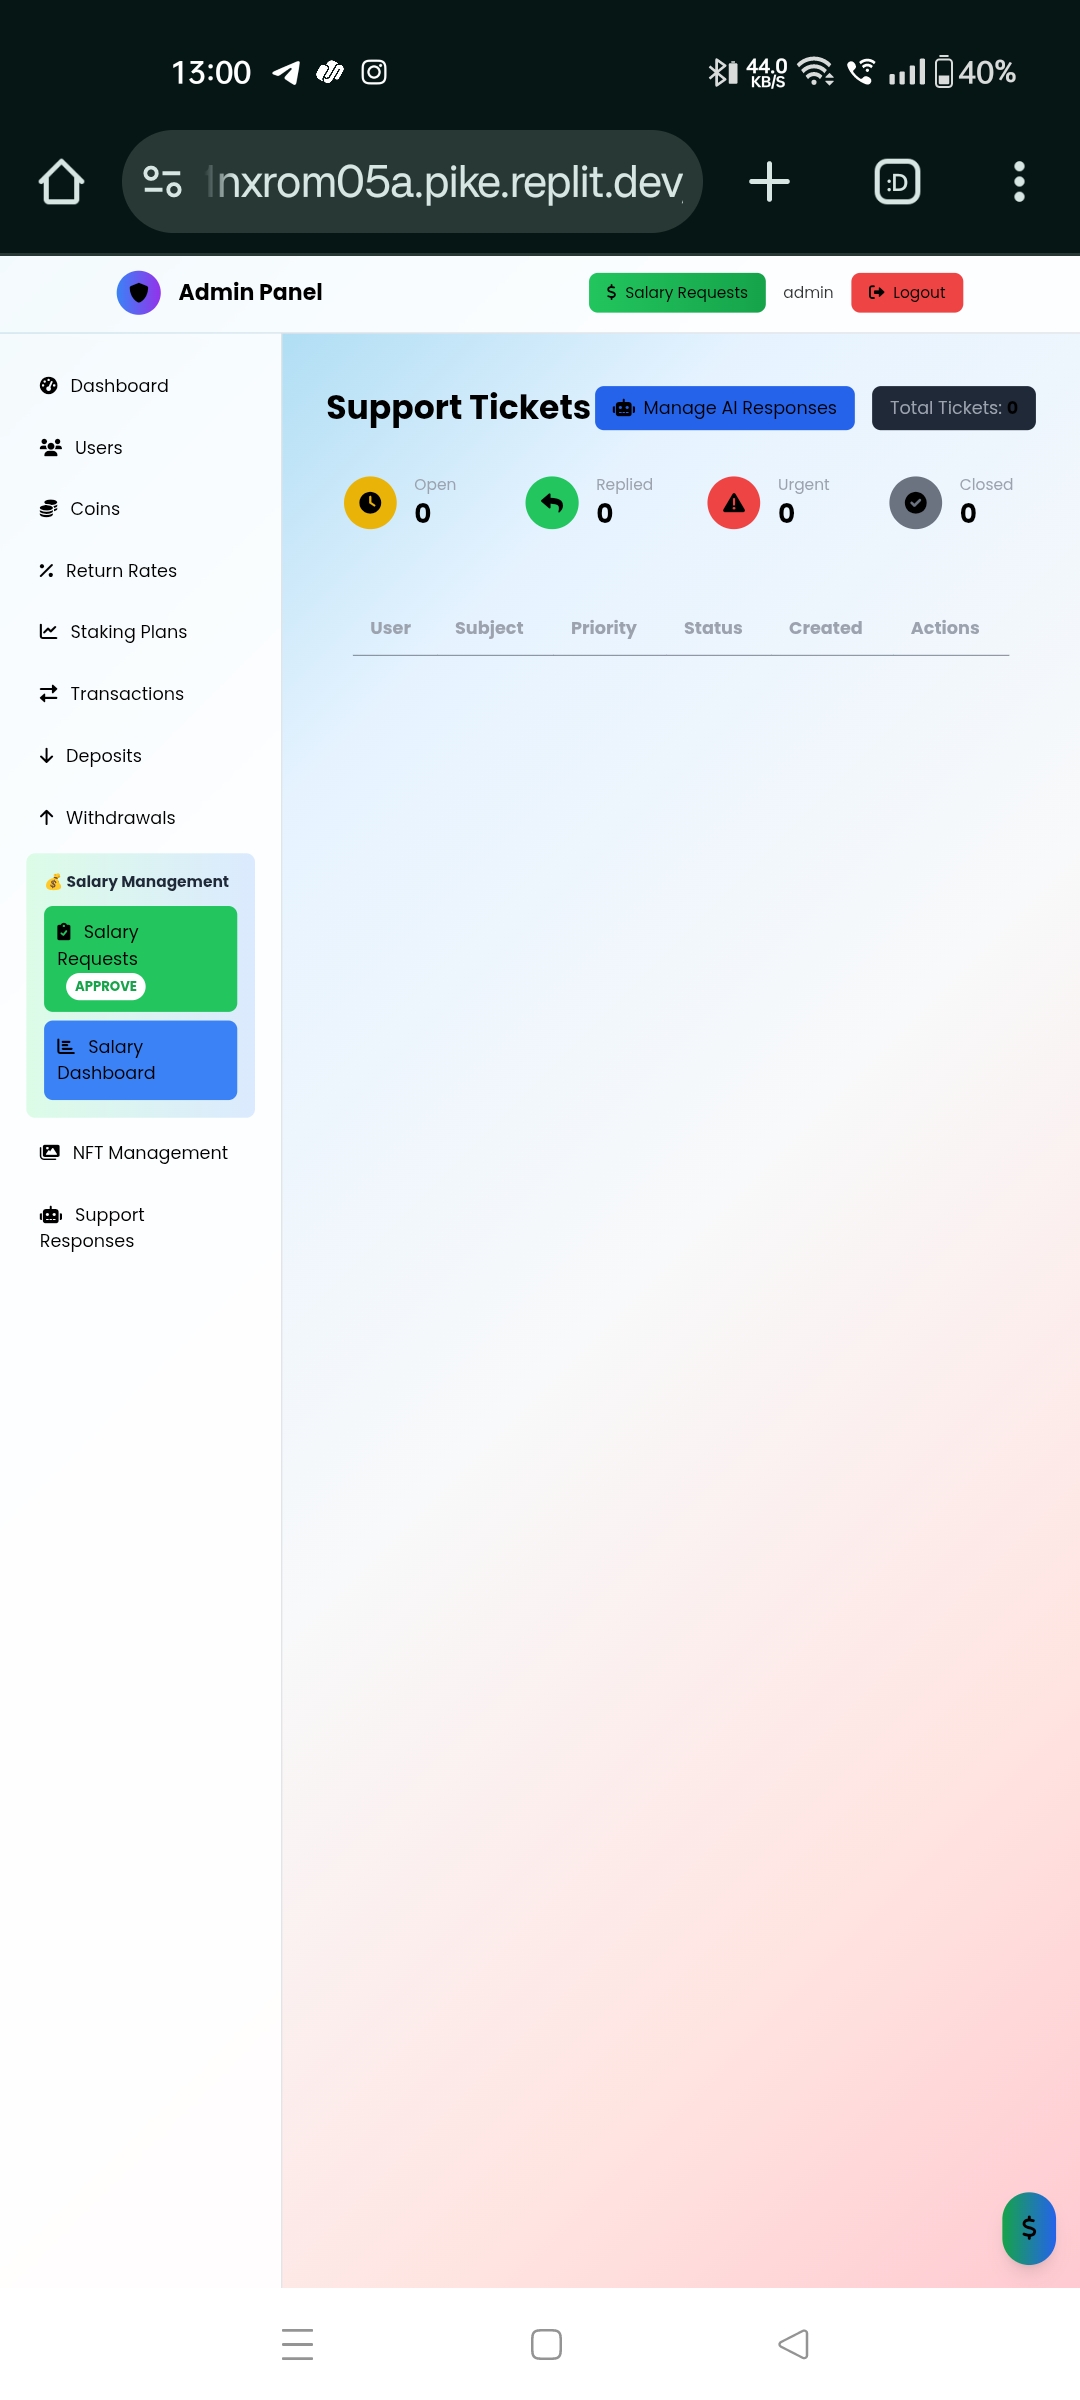 13:00
44.0
KB/S
40%
nxrom05a.pike.replit.dev
:D
Admin Panel
Salary Requests
admin
Logout
Dashboard
Users
Coins
Return Rates
Staking Plans
Transactions
Deposits
Withdrawals
💰 Salary Management
Salary
Requests
APPROVE
Salary
Dashboard
NFT Management
Support
Responses
Support Tickets
Manage AI Responses
Total Tickets: 0
Open
0
Replied
0
Urgent
0
Closed
0
User Subject Priority Status Created Actions